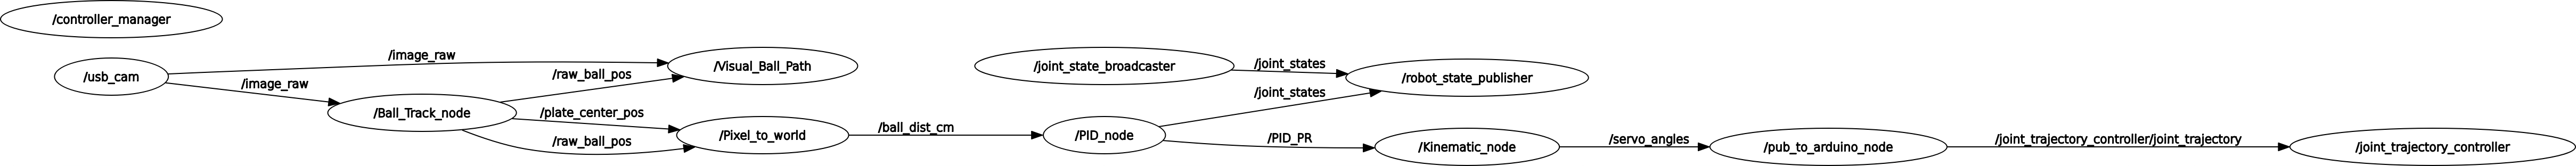 /controller_manager
/usb_cam
/image_raw
/image_raw
/Ball_Track_node
/raw_ball_pos
/plate_center_pos
/raw_ball_pos
/Visual_Ball_Path
/Pixel_to_world
/ball_dist_cm
/joint_state_broadcaster
/PID_node
/joint_states
/joint_states
/PID_PR
/robot_state_publisher
/Kinematic_node
/servo_angles
/pub_to_arduino_node
/joint_trajectory_controller/joint_trajectory
/joint_trajectory_controller